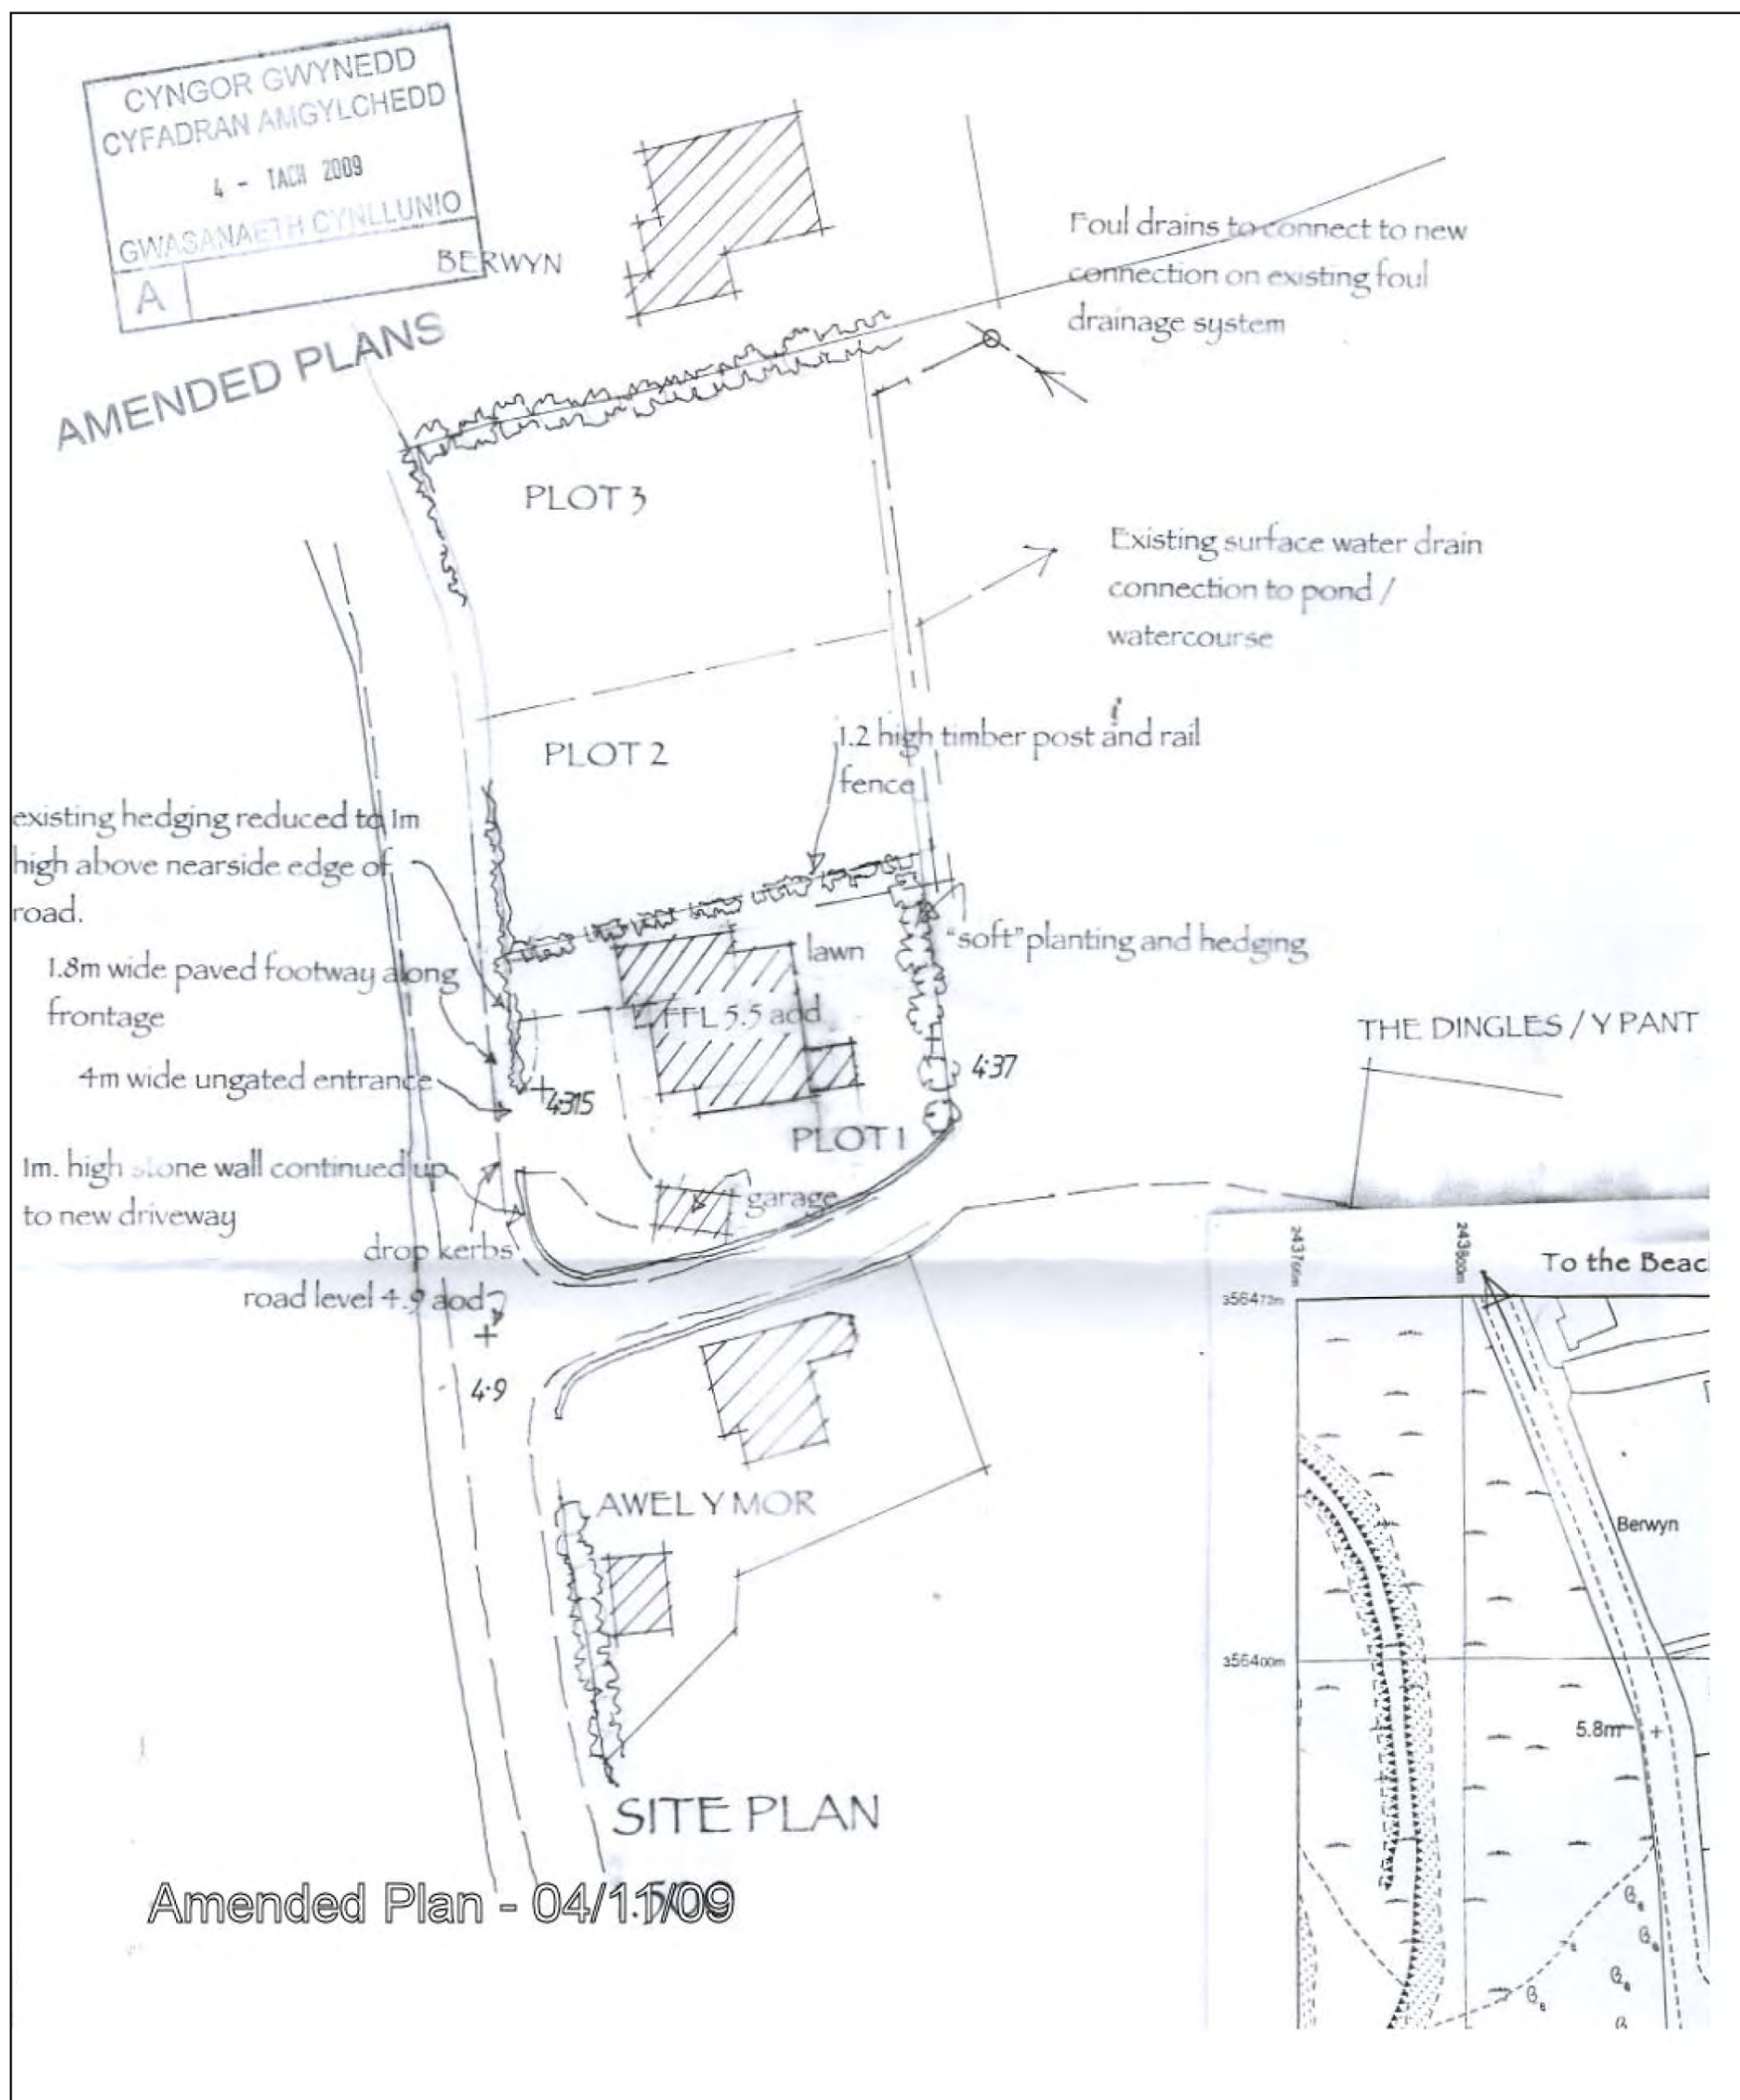 CYNGOR GWYNEDD
CYFADRAN AMGYLCHEDD
4 - TACH 2009
GWASANAETH CYNLLUNIO
A
AMENDED PLANS
BERWYN
Foul drains to connect to new
connection on existing foul
drainage system
PLOT 3
Existing surface water drain
connection to pond /
watercourse
PLOT 2
1.2 high timber post and rail
fence
existing hedging reduced to 1m
high above nearside edge of
road.
lawn
"soft" planting and hedging
1.8m wide paved footway along
frontage
FFL 5.5 aod
THE DINGLES / Y PANT
4m wide ungated entrance
4.315
4.37
PLOT 1
1m. high stone wall continued up
to new driveway
garage
drop kerbs
road level 4.9 aod
4.9
AWEL Y MOR
SITE PLAN
Amended Plan - 04/11/09
243766m
243800m
To the Beac
356472m
Berwyn
356400m
5.8m